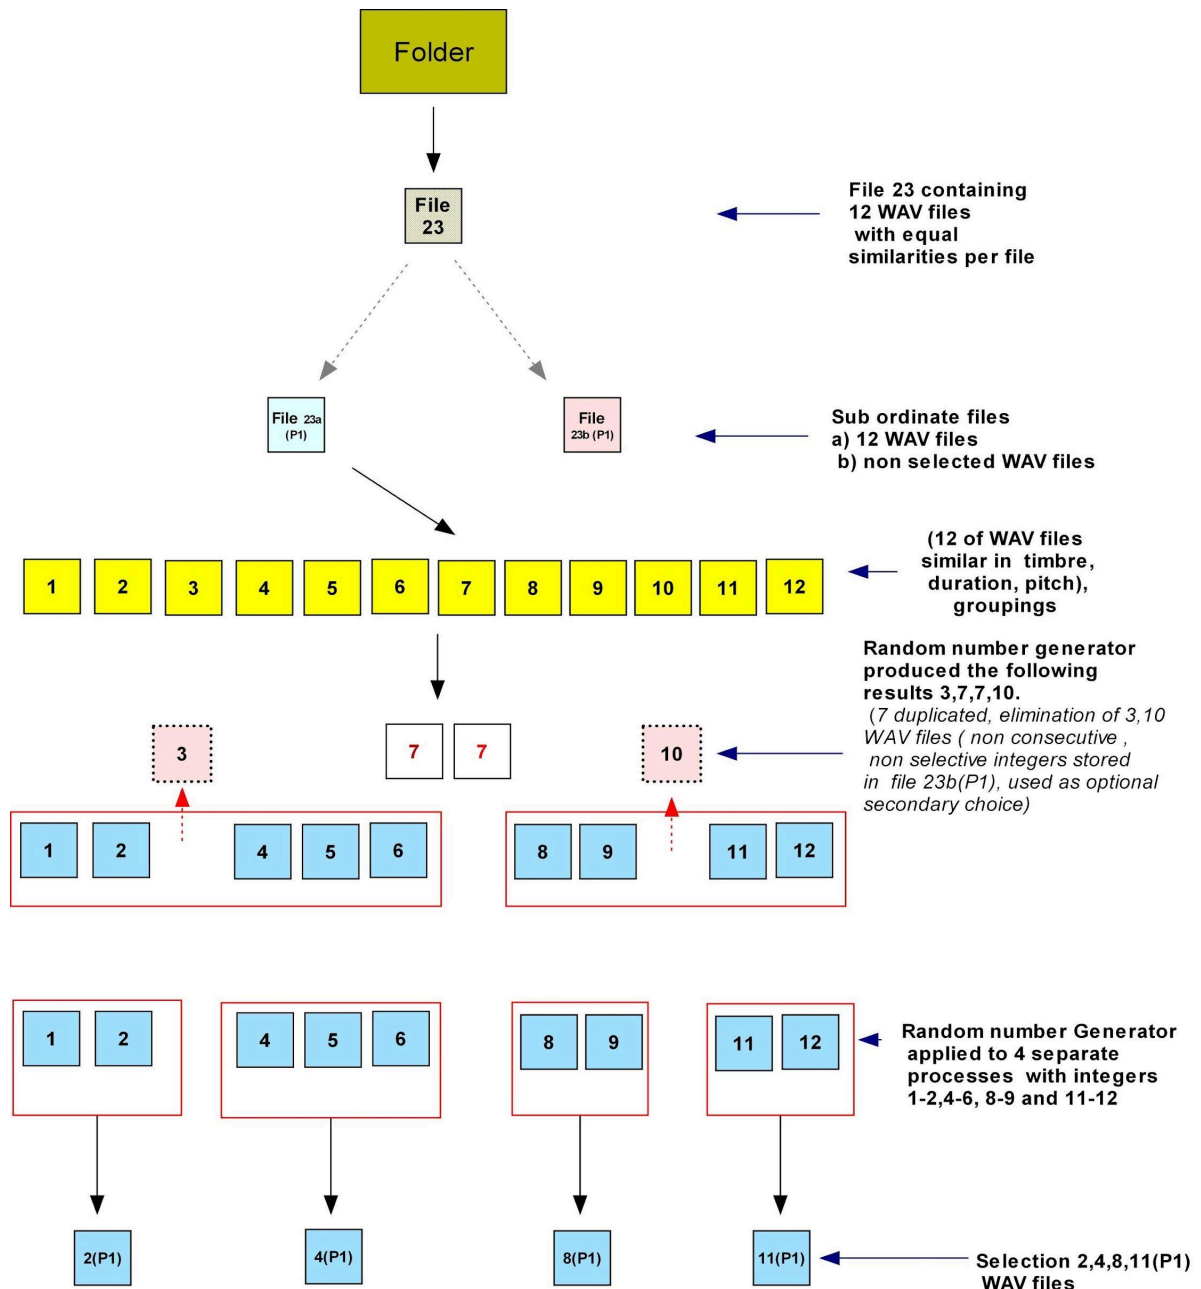 Folder
File
23
File 23 containing
12 WAV files
with equal
similarities per file
File 23a
(P1)
File
23b (P1)
Sub ordinate files
a) 12 WAV files
b) non selected WAV files
1 2 3 4 5 6 7 8 9 10 11 12
(12 of WAV files
similar in timbre,
duration, pitch),
groupings
Random number generator
produced the following
results 3,7,7,10.
(7 duplicated, elimination of 3,10
WAV files ( non consecutive ,
non selective integers stored
in file 23b(P1), used as optional
secondary choice)
3 7 7 10
1 2 4 5 6 8 9 11 12
1 2 4 5 6 8 9 11 12
Random number Generator
applied to 4 separate
processes with integers
1-2,4-6, 8-9 and 11-12
2(P1) 4(P1) 8(P1) 11(P1)
Selection 2,4,8,11(P1)
WAV files